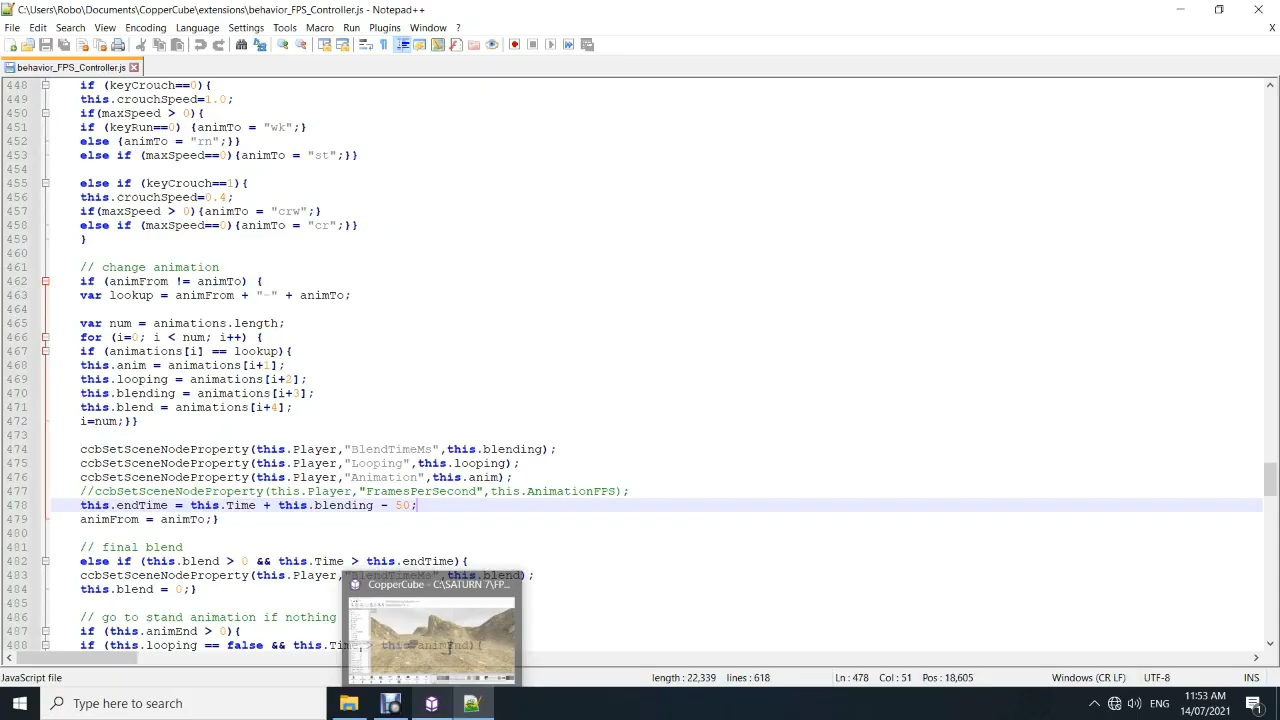 C:\Users\Robo\Documents\CopperCube\extensions\behavior_FPS_Controller.js - Notepad++
File Edit Search View Encoding Language Settings Tools Macro Run Plugins Window ? X
behavior_FPS_Controller.js
448 if (keyCrouch==0){
449 this.crouchSpeed=1.0;
450 if(maxSpeed > 0){
451 if (keyRun==0) {animTo = "wk";}
452 else {animTo = "rn";}}
453 else if (maxSpeed==0){animTo = "st";}}
454
455 else if (keyCrouch==1){
456 this.crouchSpeed=0.4;
457 if(maxSpeed > 0){animTo = "crw";}
458 else if (maxSpeed==0){animTo = "cr";}}
459 }
460
461 // change animation
462 if (animFrom != animTo) {
463 var lookup = animFrom + "-" + animTo;
464
465 var num = animations.length;
466 for (i=0; i < num; i++) {
467 if (animations[i] == lookup){
468 this.anim = animations[i+1];
469 this.looping = animations[i+2];
470 this.blending = animations[i+3];
471 this.blend = animations[i+4];
472 i=num;}}
473
474 ccbSetSceneNodeProperty(this.Player,"BlendTimeMs",this.blending);
475 ccbSetSceneNodeProperty(this.Player,"Looping",this.looping);
476 ccbSetSceneNodeProperty(this.Player,"Animation",this.anim);
477 //ccbSetSceneNodeProperty(this.Player,"FramesPerSecond",this.AnimationFPS);
478 this.endTime = this.Time + this.blending - 50;
479 animFrom = animTo;}
480
481 // final blend
482 else if (this.blend > 0 && this.Time > this.endTime){
483 ccbSetSceneNodeProperty(this.Player,"BlendTimeMs",this.blend);
484 this.blend = 0;}
485
486 // go to stand animation if nothing
487 if (this.animEnd > 0){
488 if (this.looping == false && this.Time > this.animEnd){
CopperCube - C:\SATURN 7\FP...
JavaScript file length : 22,339 lines : 618 Ln : 478 Col : 51 Pos : 18,605 Windows (CR LF) UTF-8 INS
Type here to search ENG 11:53 AM
14/07/2021